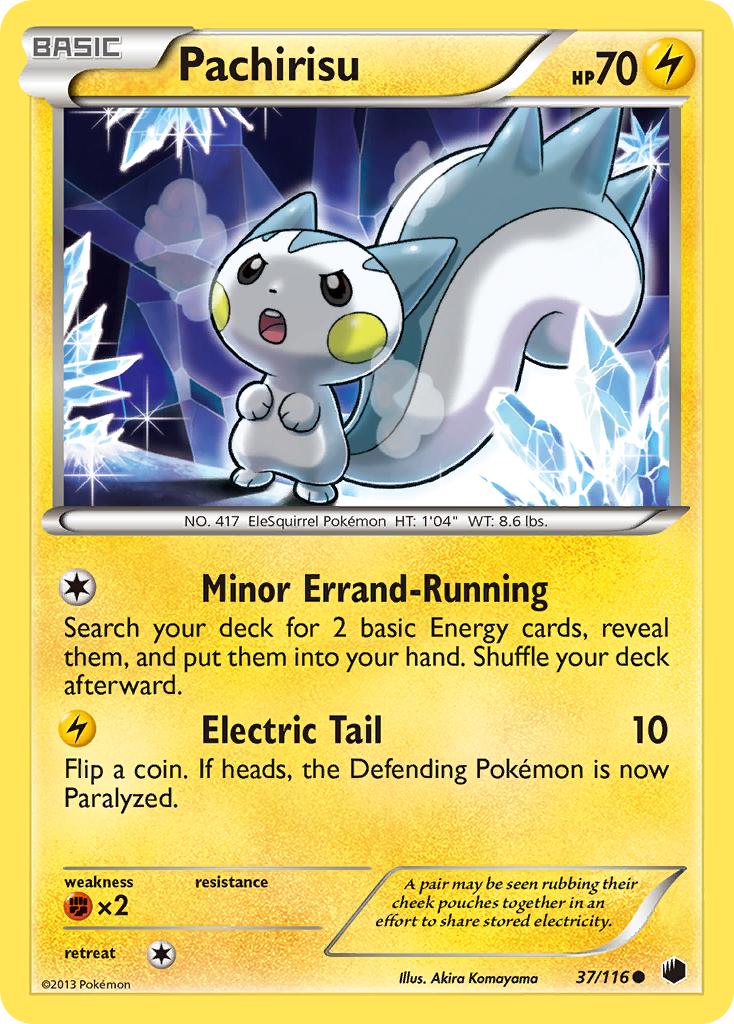 BASIC
Pachirisu
HP70
NO. 417 EleSquirrel Pokémon HT: 1'04" WT: 8.6 lbs.
Minor Errand-Running
Search your deck for 2 basic Energy cards, reveal
them, and put them into your hand. Shuffle your deck
afterward.
Electric Tail 10
Flip a coin. If heads, the Defending Pokémon is now
Paralyzed.
weakness resistance
×2
retreat
A pair may be seen rubbing their
cheek pouches together in an
effort to share stored electricity.
©2013 Pokémon
Illus. Akira Komayama
37/116